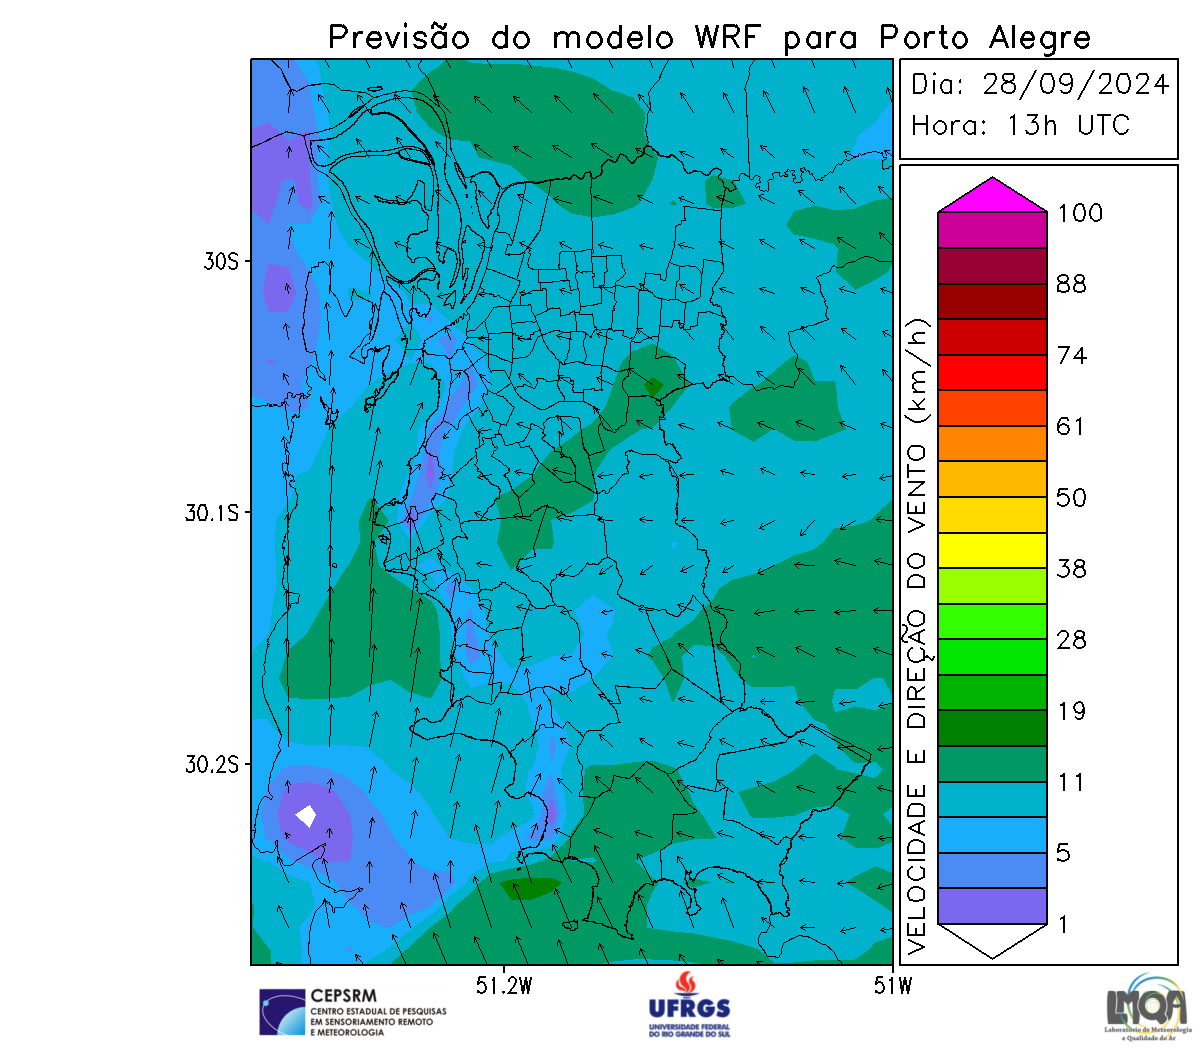 Previsão do modelo WRF para Porto Alegre
Dia: 28/09/2024
Hora: 13h UTC
100
88
74
61
50
38
28
19
11
5
1
VELOCIDADE E DIREÇÃO DO VENTO (km/h)
30S
30.1S
30.2S
51.2W
51W
CEPSRM
CENTRO ESTADUAL DE PESQUISAS
EM SENSORIAMENTO REMOTO
E METEOROLOGIA
UFRGS
UNIVERSIDADE FEDERAL
DO RIO GRANDE DO SUL
LMQA
Laboratório de Meteorologia
e Qualidade do Ar